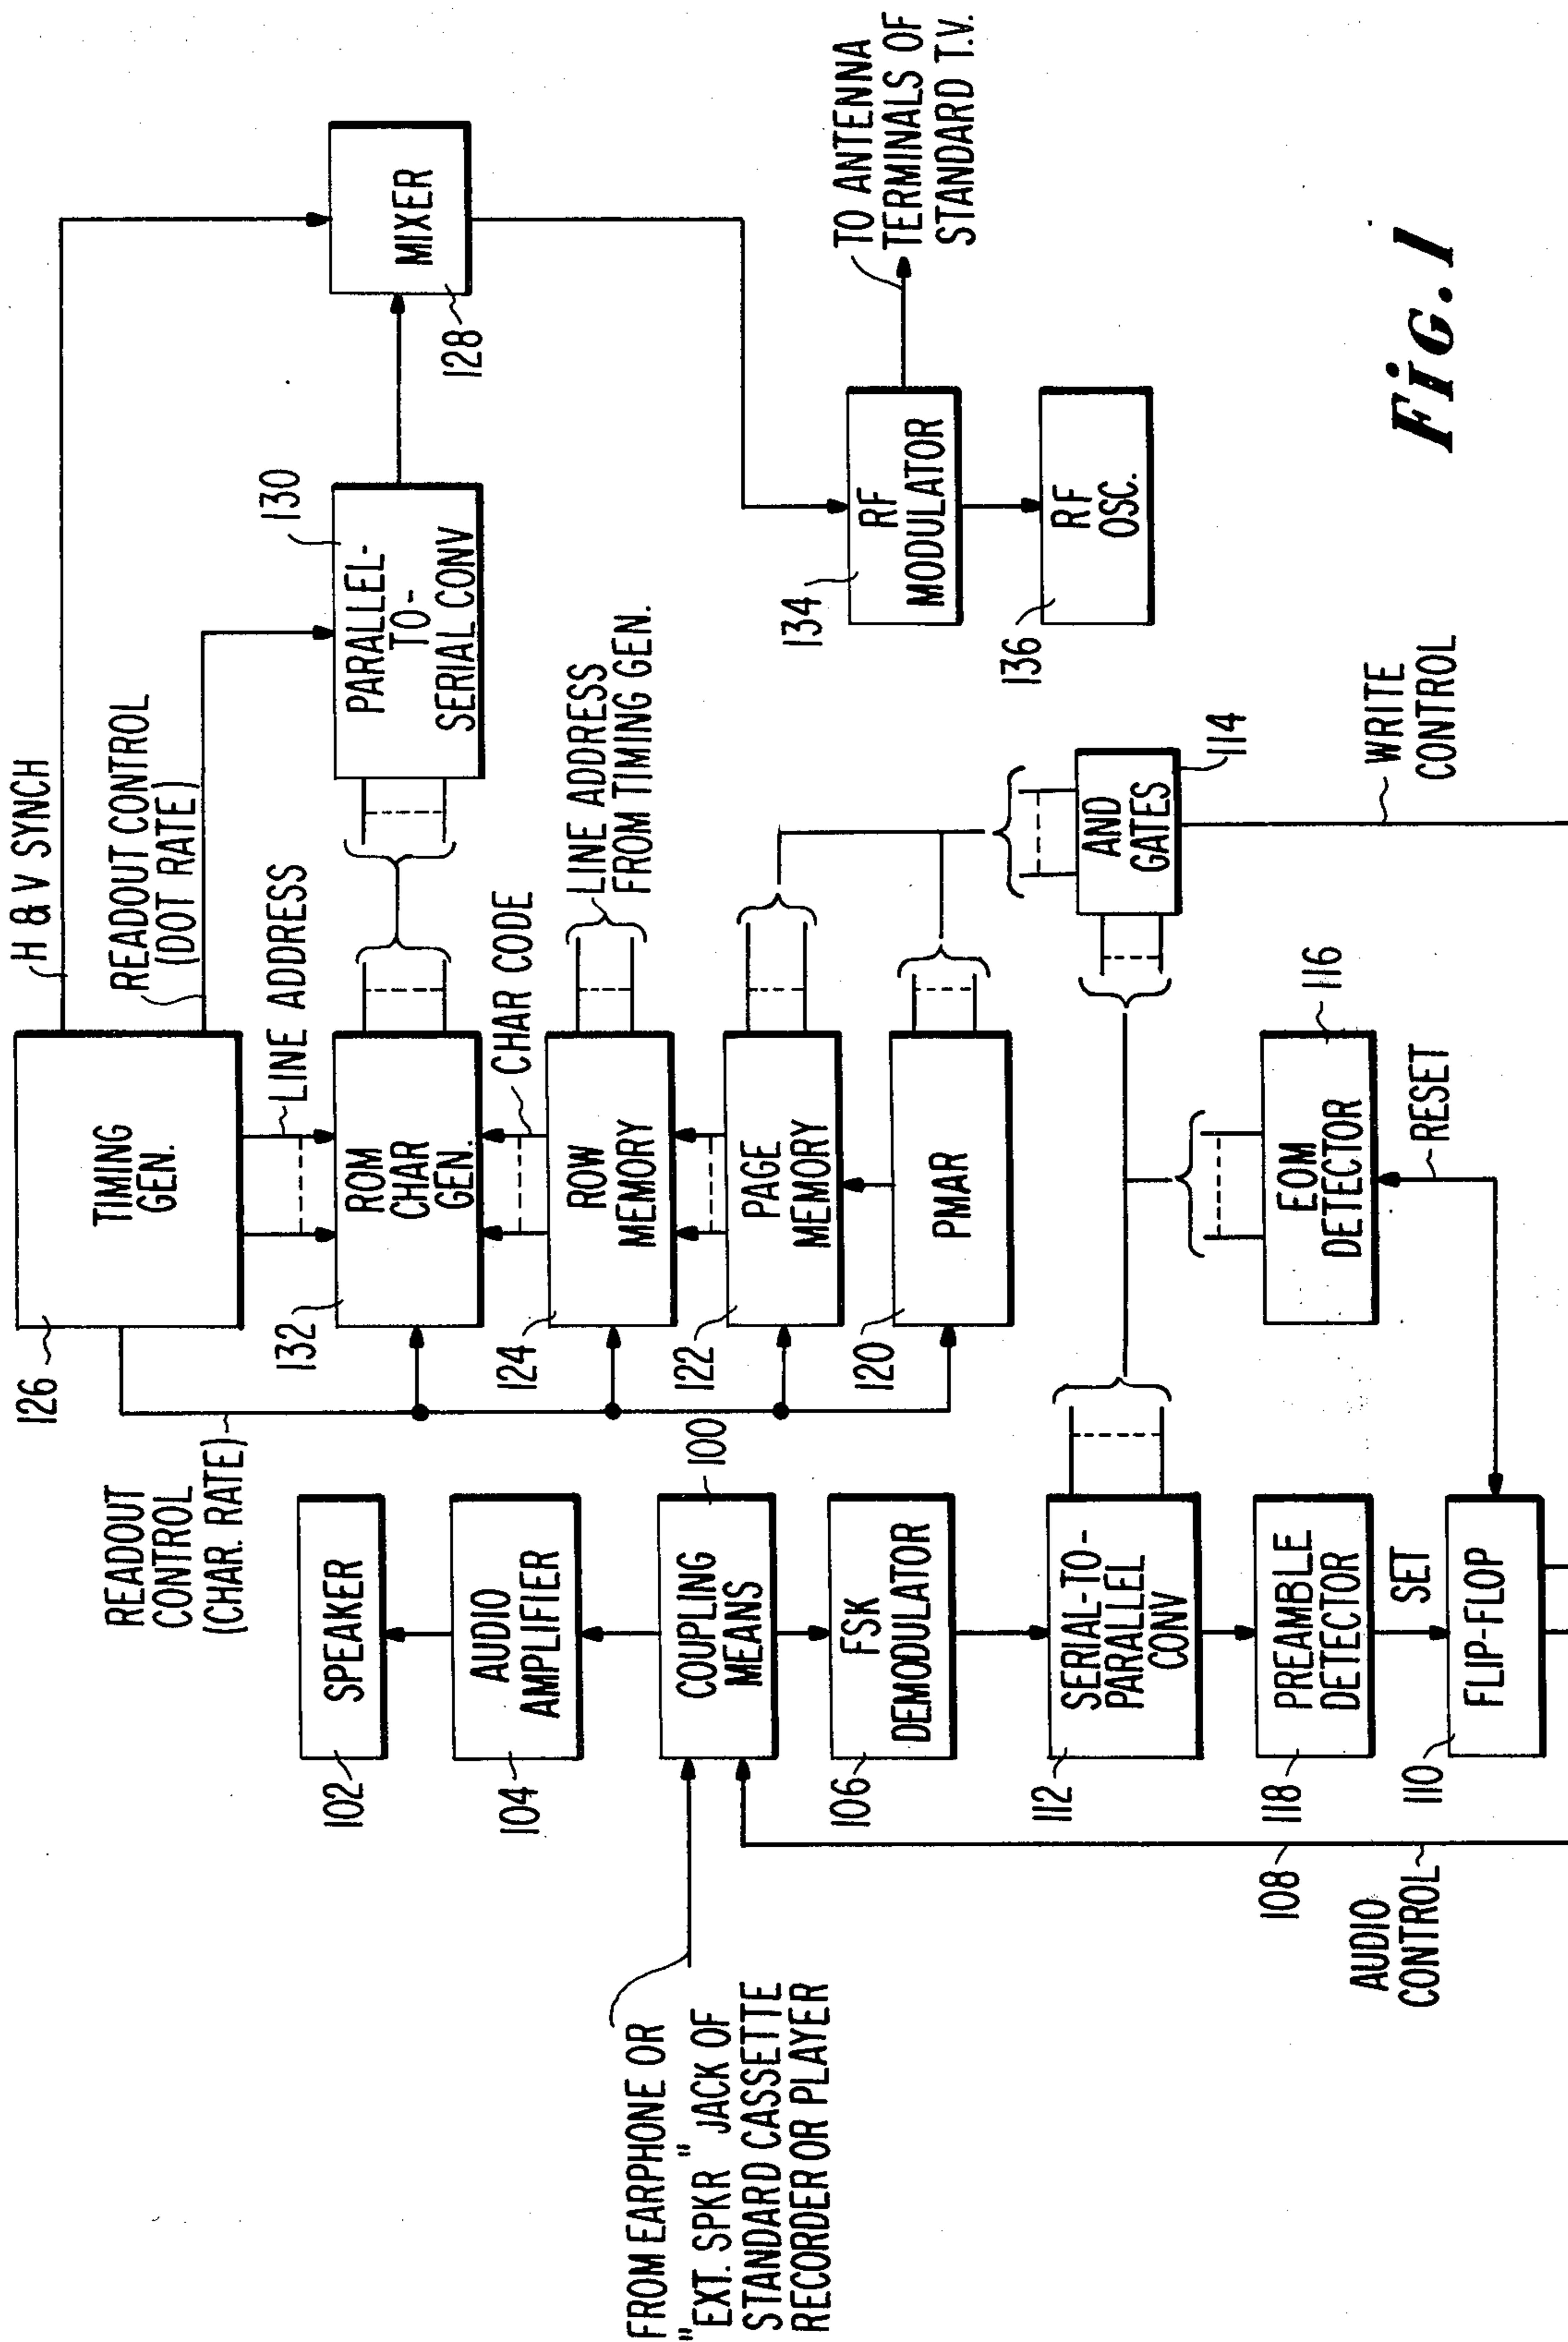 H & V SYNCH
READOUT CONTROL
(DOT RATE)
126
TIMING
GEN.
READOUT
CONTROL
(CHAR. RATE)
LINE ADDRESS
132
ROM
CHAR
GEN.
130
PARALLEL-
TO-
SERIAL CONV
MIXER
128
CHAR CODE
124
ROW
MEMORY
LINE ADDRESS
FROM TIMING GEN.
122
PAGE
MEMORY
120
PMAR
102
SPEAKER
104
AUDIO
AMPLIFIER
100
COUPLING
MEANS
FROM EARPHONE OR
"EXT. SPKR" JACK OF
STANDARD CASSETTE
RECORDER OR PLAYER
106
FSK
DEMODULATOR
134
RF
MODULATOR
TO ANTENNA
TERMINALS OF
STANDARD T.V.
136
RF
OSC.
112
SERIAL-TO-
PARALLEL
CONV
AND
GATES
114
118
PREAMBLE
DETECTOR
EOM
DETECTOR
116
SET
RESET
WRITE
CONTROL
110
FLIP-FLOP
108
AUDIO
CONTROL
Fig. 1